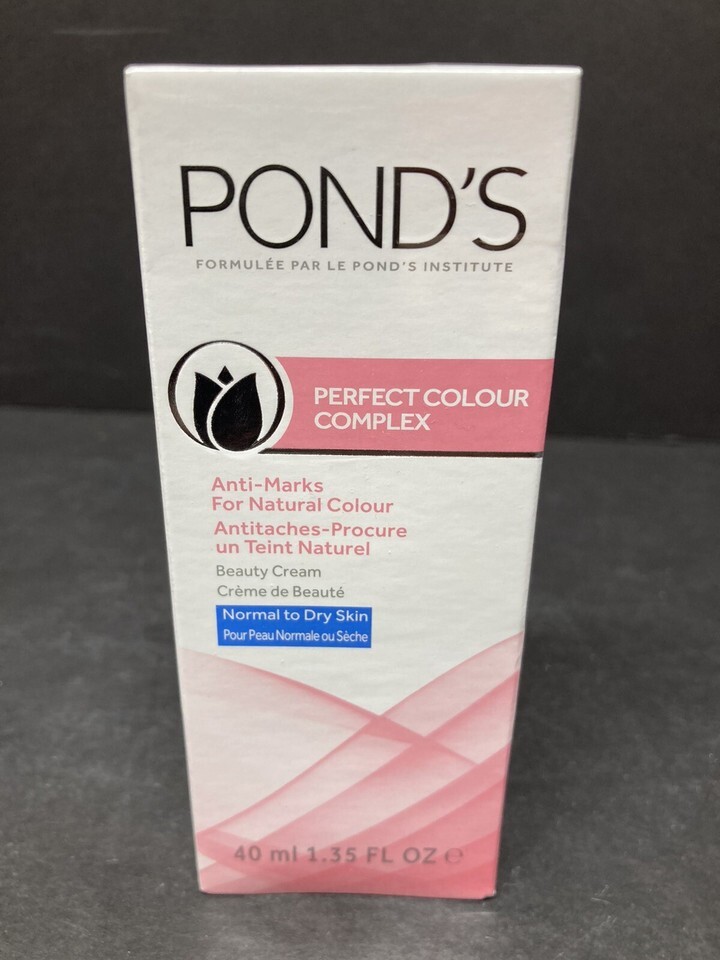 POND'S
FORMULÉE PAR LE POND'S INSTITUTE
PERFECT COLOUR
COMPLEX
Anti-Marks
For Natural Colour
Antitaches-Procure
un Teint Naturel
Beauty Cream
Crème de Beauté
Normal to Dry Skin
Pour Peau Normale ou Sèche
40 ml 1.35 FL OZ ℮